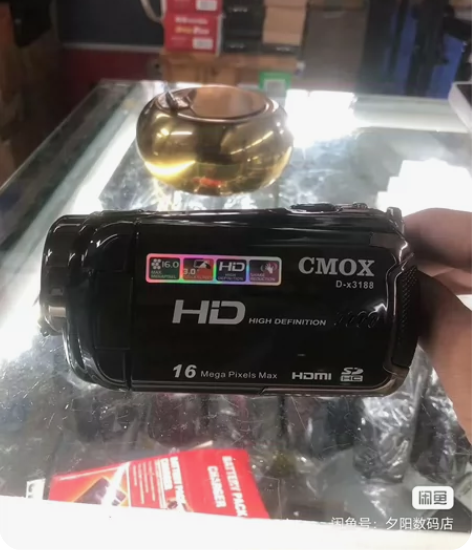 16.0
3.0"
HD
CMOX
D-x3188
HD HIGH DEFINITION
16 Mega Pixels Max
HDMI
SD
HC
BATTERY PACK
CHARGER
闲鱼
闲鱼号：夕阳数码店